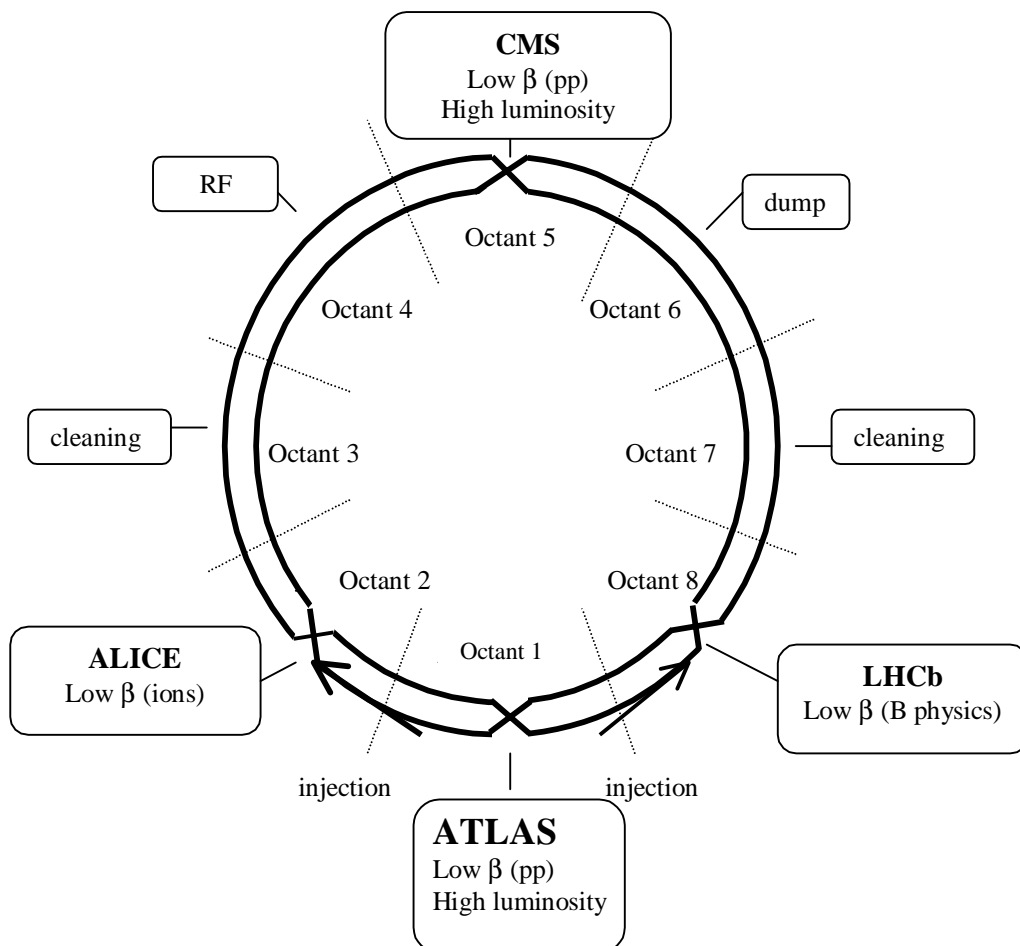 CMS
Low β (pp)
High luminosity
RF
dump
Octant 5
Octant 4
Octant 6
cleaning
Octant 3
Octant 7
cleaning
Octant 2
Octant 8
ALICE
Low β (ions)
Octant 1
LHCb
Low β (B physics)
injection
injection
ATLAS
Low β (pp)
High luminosity